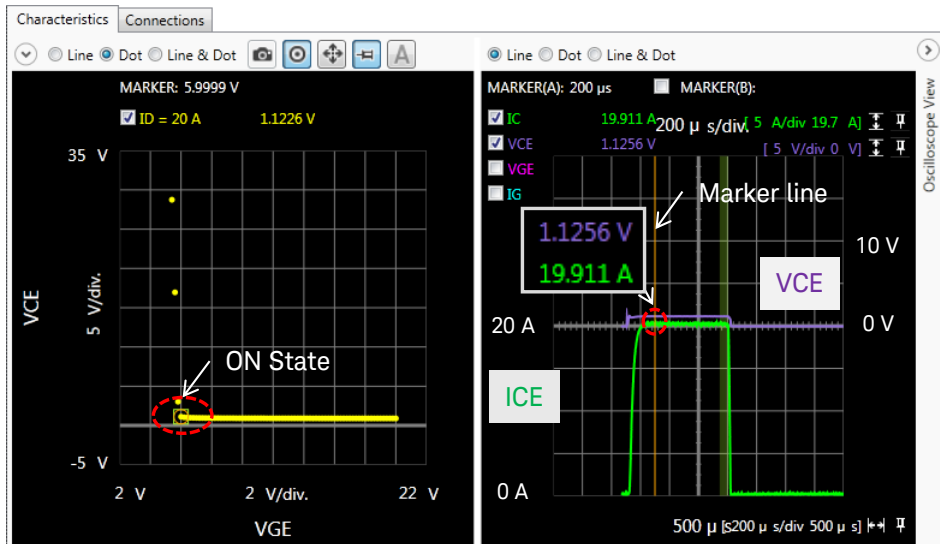 Characteristics Connections
Line Dot Line & Dot A
MARKER: 5.9999 V
ID = 20 A 1.1226 V
35 V
VCE
5 V/div.
ON State
-5 V
2 V 2 V/div. 22 V
VGE
Line Dot Line & Dot
MARKER(A): 200 µs MARKER(B):
IC 19.911 A 200 µ s/div. [ 5 A/div 19.7 A]
VCE 1.1256 V [ 5 V/div 0 V]
VGE
IG
Marker line
1.1256 V
19.911 A
10 V
VCE
20 A
0 V
ICE
0 A
500 µ s [ 200 µ s/div 500 µ s]
Oscilloscope View